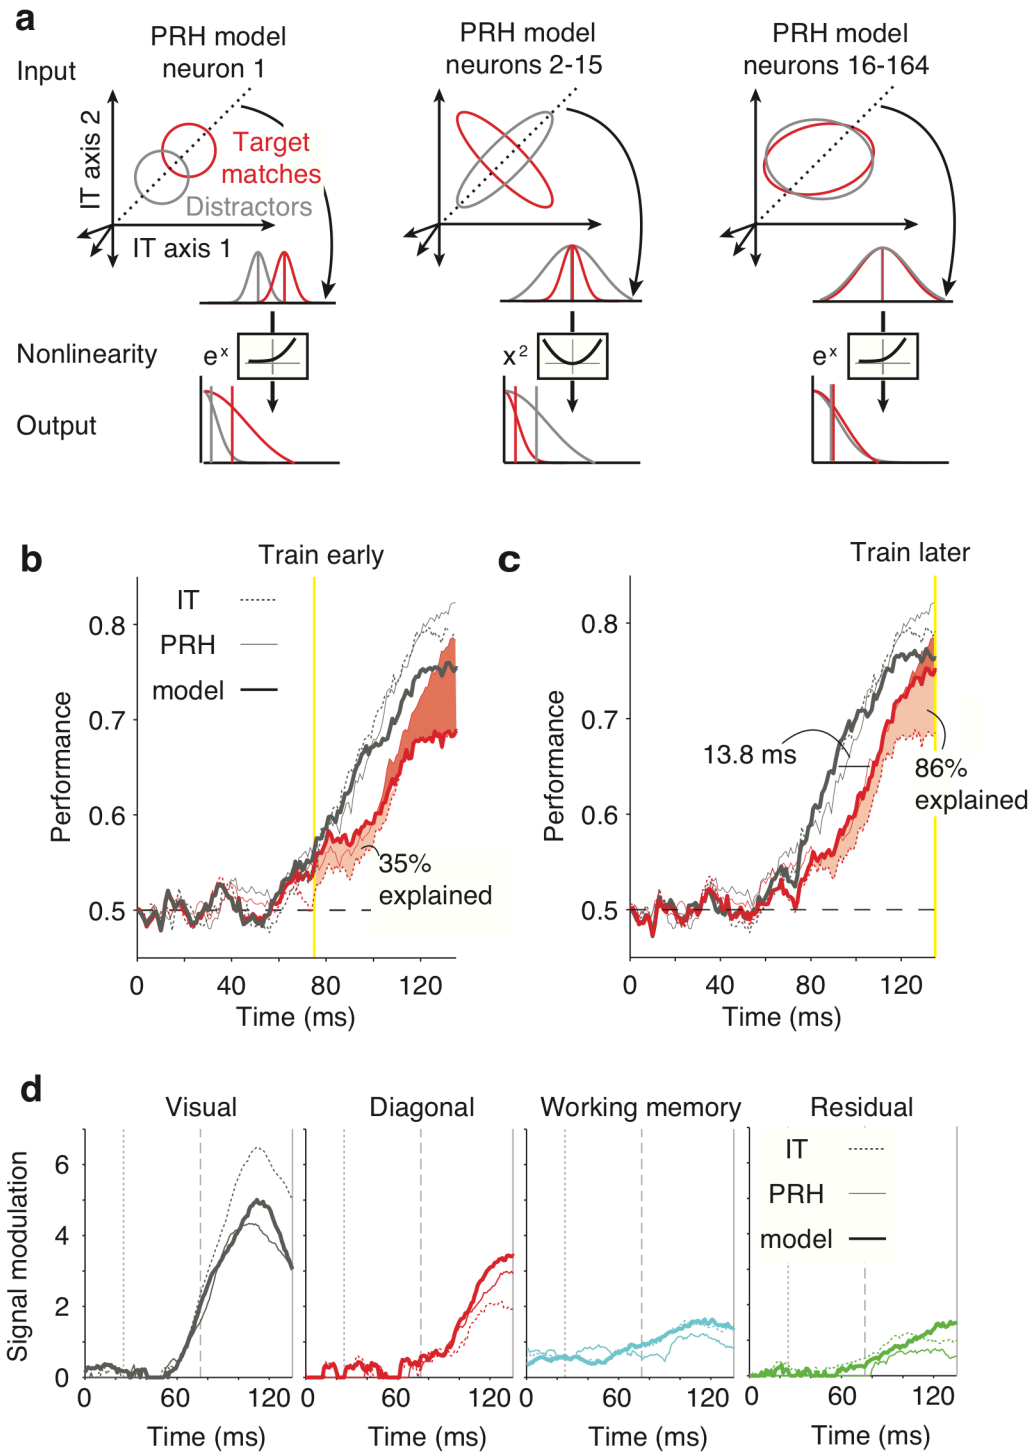 a
PRH model
neuron 1
PRH model
neurons 2-15
PRH model
neurons 16-164
Input
IT axis 2
Target
matches
Distractors
IT axis 1
Nonlinearity
eˣ
x²
eˣ
Output
b
Train early
IT
PRH
model
0.8
0.7
0.6
0.5
Performance
35%
explained
0 40 80 120
Time (ms)
c
Train later
0.8
0.7
0.6
0.5
Performance
13.8 ms
86%
explained
0 40 80 120
Time (ms)
d
Visual
Diagonal
Working memory
Residual
Signal modulation
6
4
2
0
IT
PRH
model
0 60 120
0 60 120
0 60 120
0 60 120
Time (ms)
Time (ms)
Time (ms)
Time (ms)